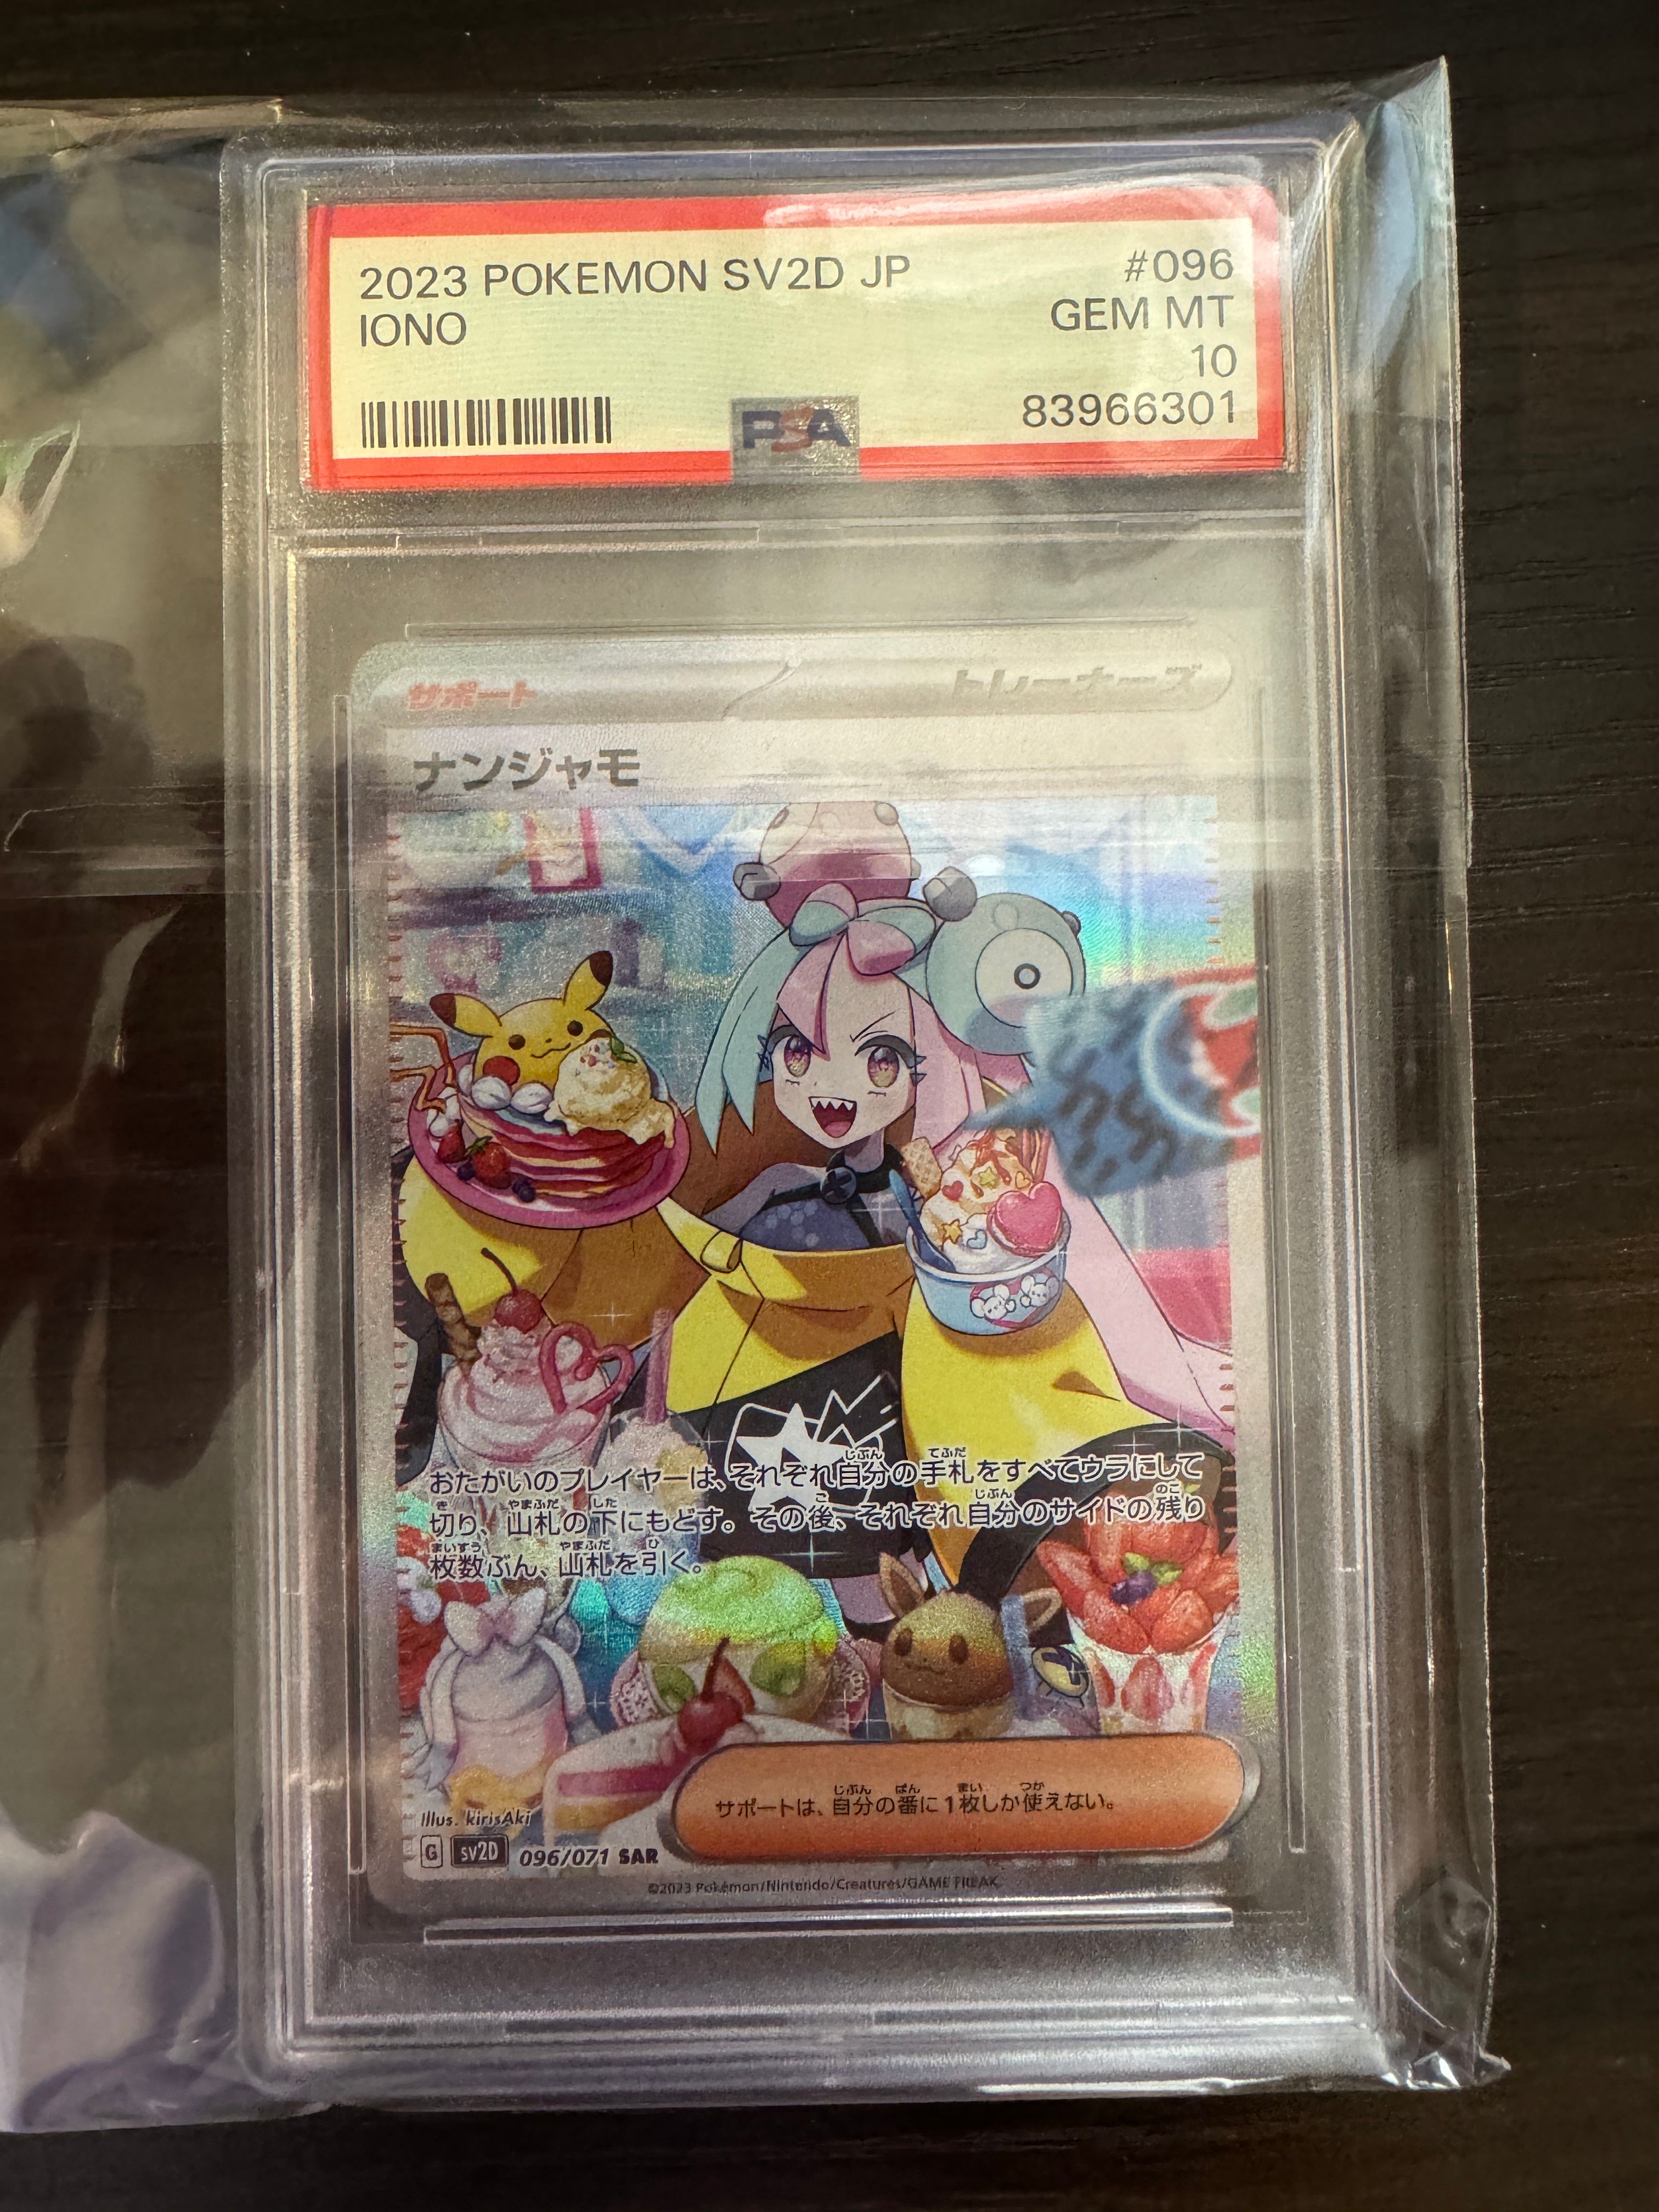 2023 POKEMON SV2D JP #096
IONO GEM MT
10
83966301
PSA
サポート トレーナーズ
ナンジャモ
おたがいのプレイヤーは、それぞれ自分の手札をすべてウラにして
切り、山札の下にもどす。その後、それぞれ自分のサイドの残り
枚数ぶん、山札を引く。
サポートは、自分の番に1枚しか使えない。
Illus. kirisAki
G sv2D 096/071 SAR
©2023 Pokémon/Nintendo/Creatures/GAME FREAK